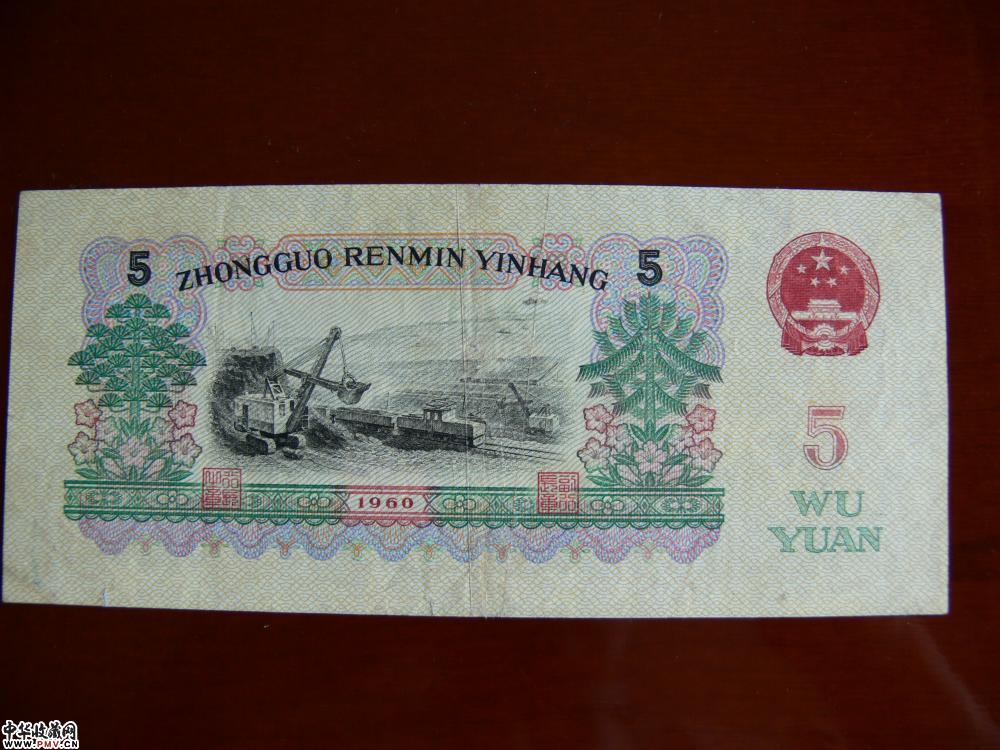 5 ZHONGGUO RENMIN YINHANG 5
5
1960
WU
YUAN
中华收藏网
www.PMV.CN